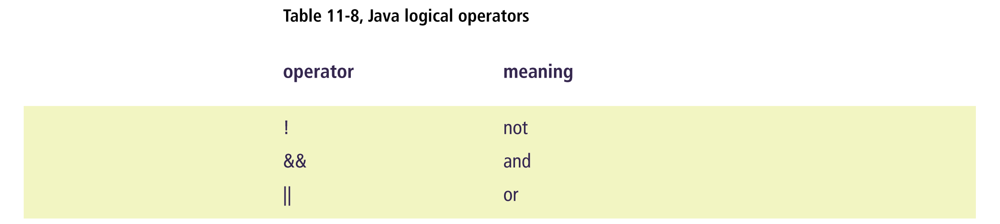 Table 11-8, Java logical operators
operator meaning
! not
&& and
|| or